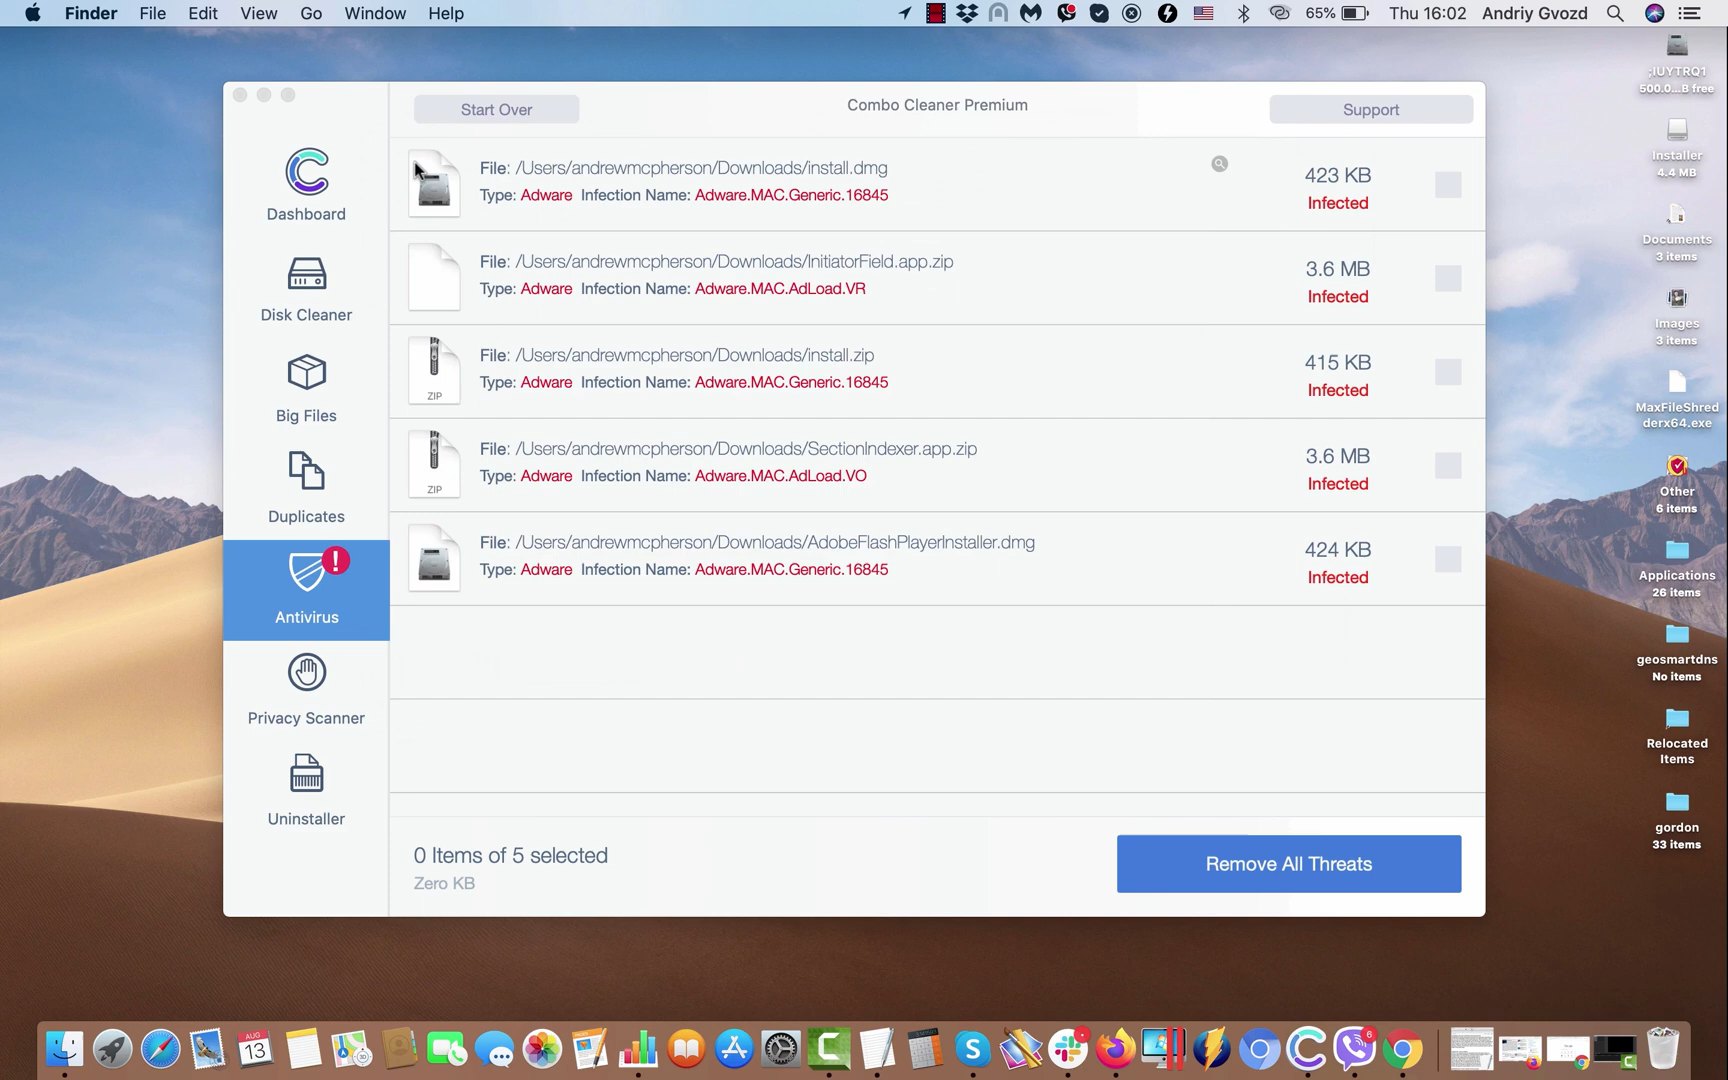 Finder File Edit View Go Window Help
65% Thu 16:02 Andriy Gvozd
Start Over
Combo Cleaner Premium
Support
Dashboard
Disk Cleaner
Big Files
Duplicates
!
Antivirus
Privacy Scanner
Uninstaller
File: /Users/andrewmcpherson/Downloads/install.dmg
Type: Adware Infection Name: Adware.MAC.Generic.16845
423 KB
Infected
File: /Users/andrewmcpherson/Downloads/InitiatorField.app.zip
Type: Adware Infection Name: Adware.MAC.AdLoad.VR
3.6 MB
Infected
ZIP
File: /Users/andrewmcpherson/Downloads/install.zip
Type: Adware Infection Name: Adware.MAC.Generic.16845
415 KB
Infected
ZIP
File: /Users/andrewmcpherson/Downloads/SectionIndexer.app.zip
Type: Adware Infection Name: Adware.MAC.AdLoad.VO
3.6 MB
Infected
File: /Users/andrewmcpherson/Downloads/AdobeFlashPlayerInstaller.dmg
Type: Adware Infection Name: Adware.MAC.Generic.16845
424 KB
Infected
0 Items of 5 selected
Zero KB
Remove All Threats
;IUYTRQ1
500.0...B free
Installer
4.4 MB
Documents
3 items
Images
3 items
MaxFileShred
derx64.exe
Other
6 items
Applications
26 items
geosmartdns
No items
Relocated
Items
gordon
33 items
AUG
13
6